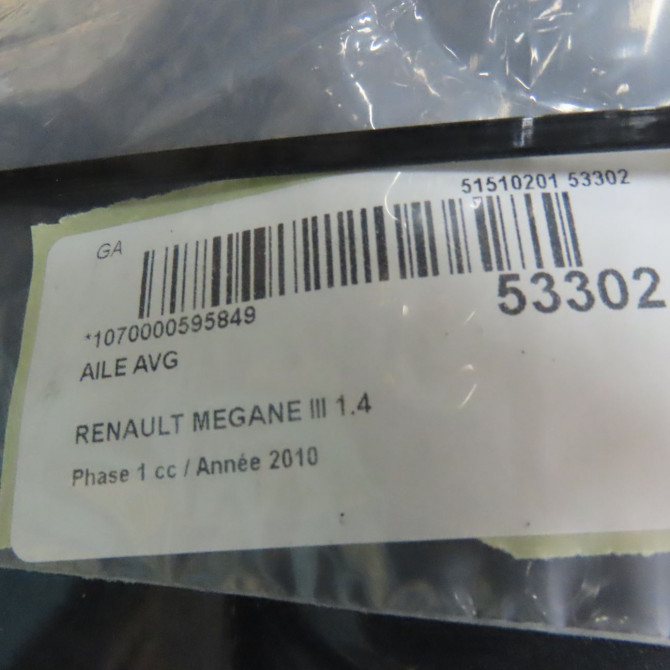 51510201 53302
GA
53302
*1070000595849
AILE AVG
RENAULT MEGANE III 1.4
Phase 1 cc / Année 2010